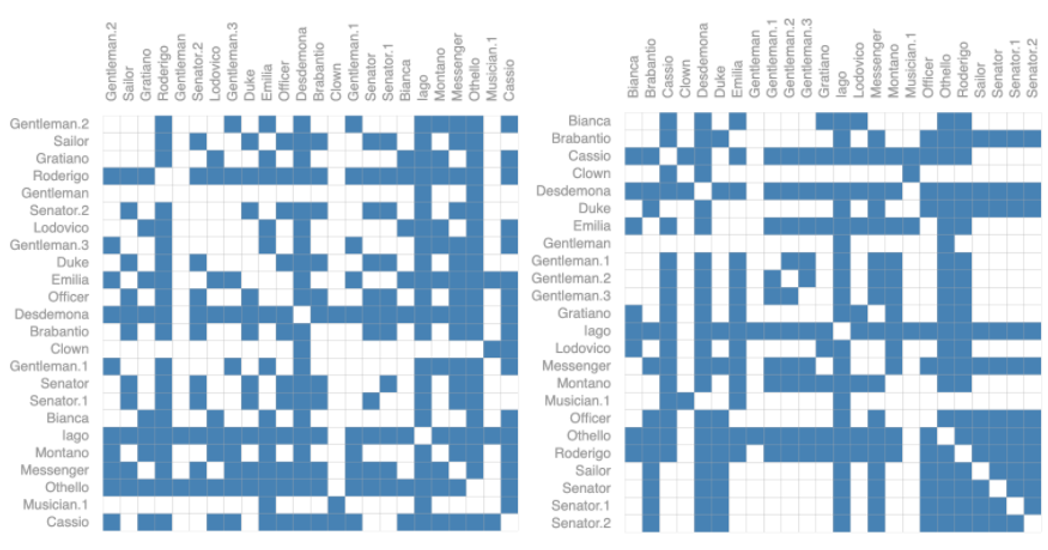 Gentleman.2
Sailor
Gratiano
Roderigo
Gentleman
Senator.2
Lodovico
Gentleman.3
Duke
Emilia
Officer
Desdemona
Brabantio
Clown
Gentleman.1
Senator
Senator.1
Bianca
Iago
Montano
Messenger
Othello
Musician.1
Cassio
Gentleman.2
Sailor
Gratiano
Roderigo
Gentleman
Senator.2
Lodovico
Gentleman.3
Duke
Emilia
Officer
Desdemona
Brabantio
Clown
Gentleman.1
Senator
Senator.1
Bianca
Iago
Montano
Messenger
Othello
Musician.1
Cassio
Bianca
Brabantio
Cassio
Clown
Desdemona
Duke
Emilia
Gentleman
Gentleman.1
Gentleman.2
Gentleman.3
Gratiano
Iago
Lodovico
Messenger
Montano
Musician.1
Officer
Othello
Roderigo
Sailor
Senator
Senator.1
Senator.2
Bianca
Brabantio
Cassio
Clown
Desdemona
Duke
Emilia
Gentleman
Gentleman.1
Gentleman.2
Gentleman.3
Gratiano
Iago
Lodovico
Messenger
Montano
Musician.1
Officer
Othello
Roderigo
Sailor
Senator
Senator.1
Senator.2